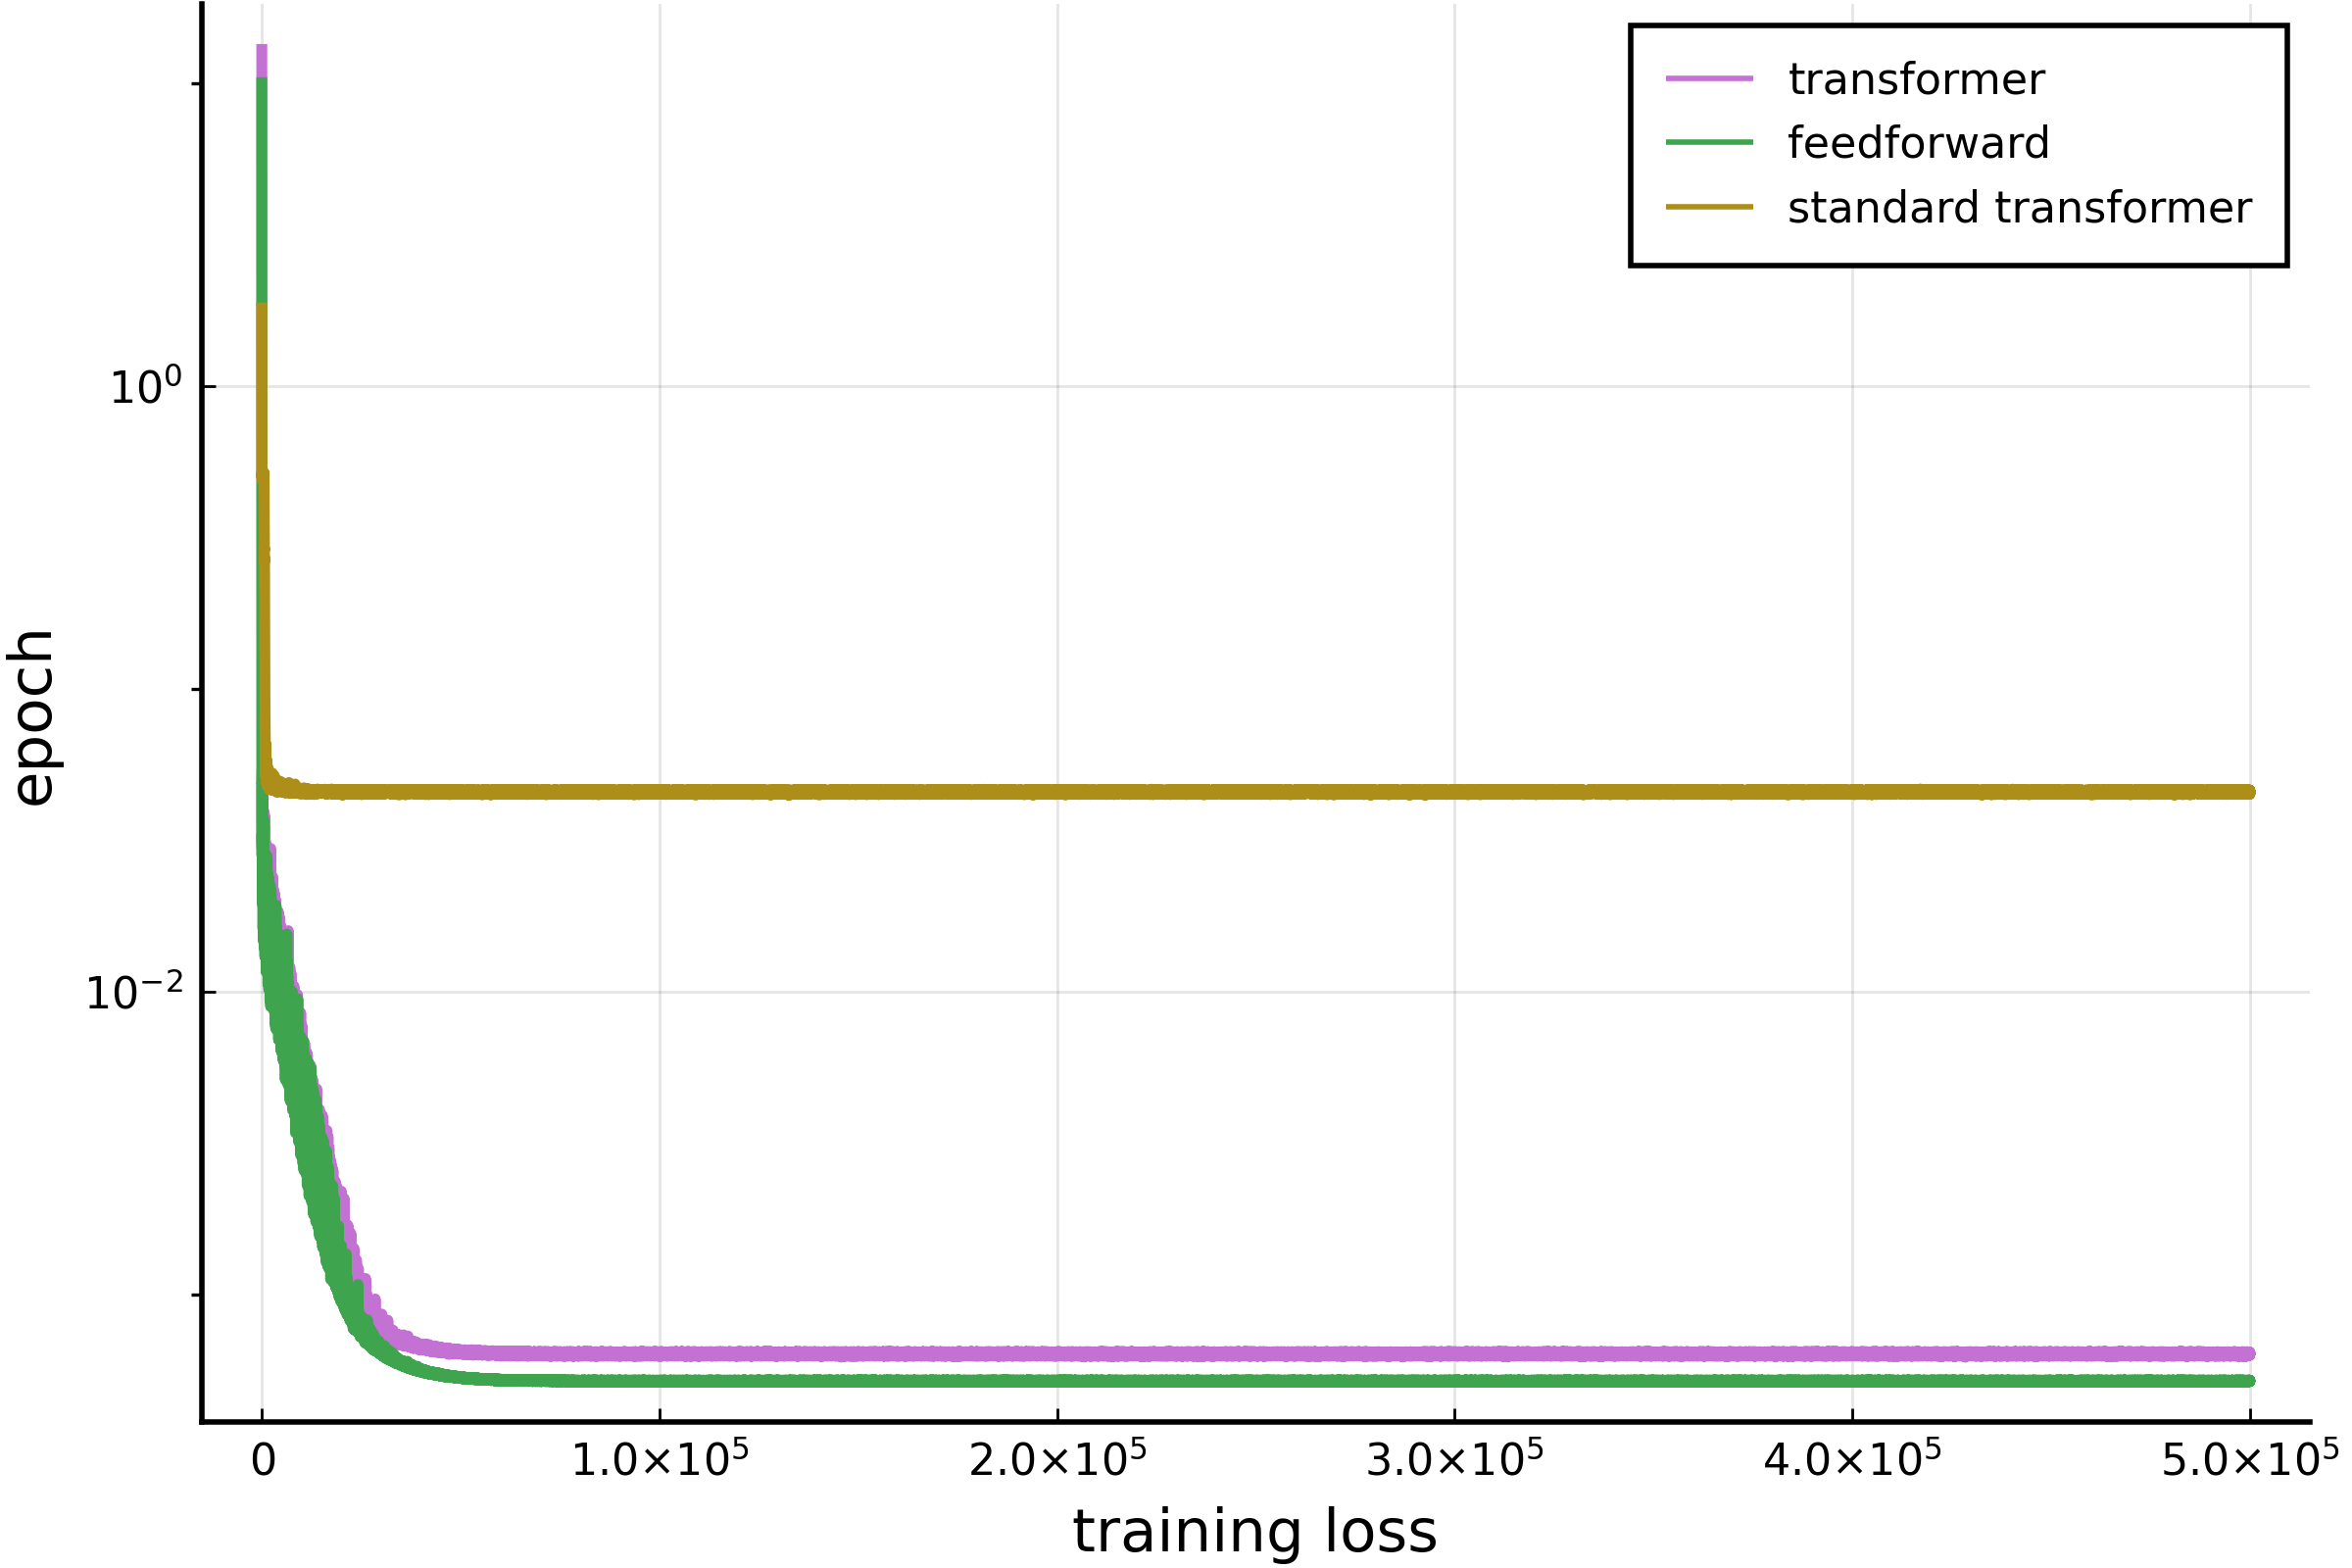 transformer
feedforward
standard transformer
10⁰
epoch
10⁻²
0
1.0×10⁵
2.0×10⁵
3.0×10⁵
4.0×10⁵
5.0×10⁵
training loss